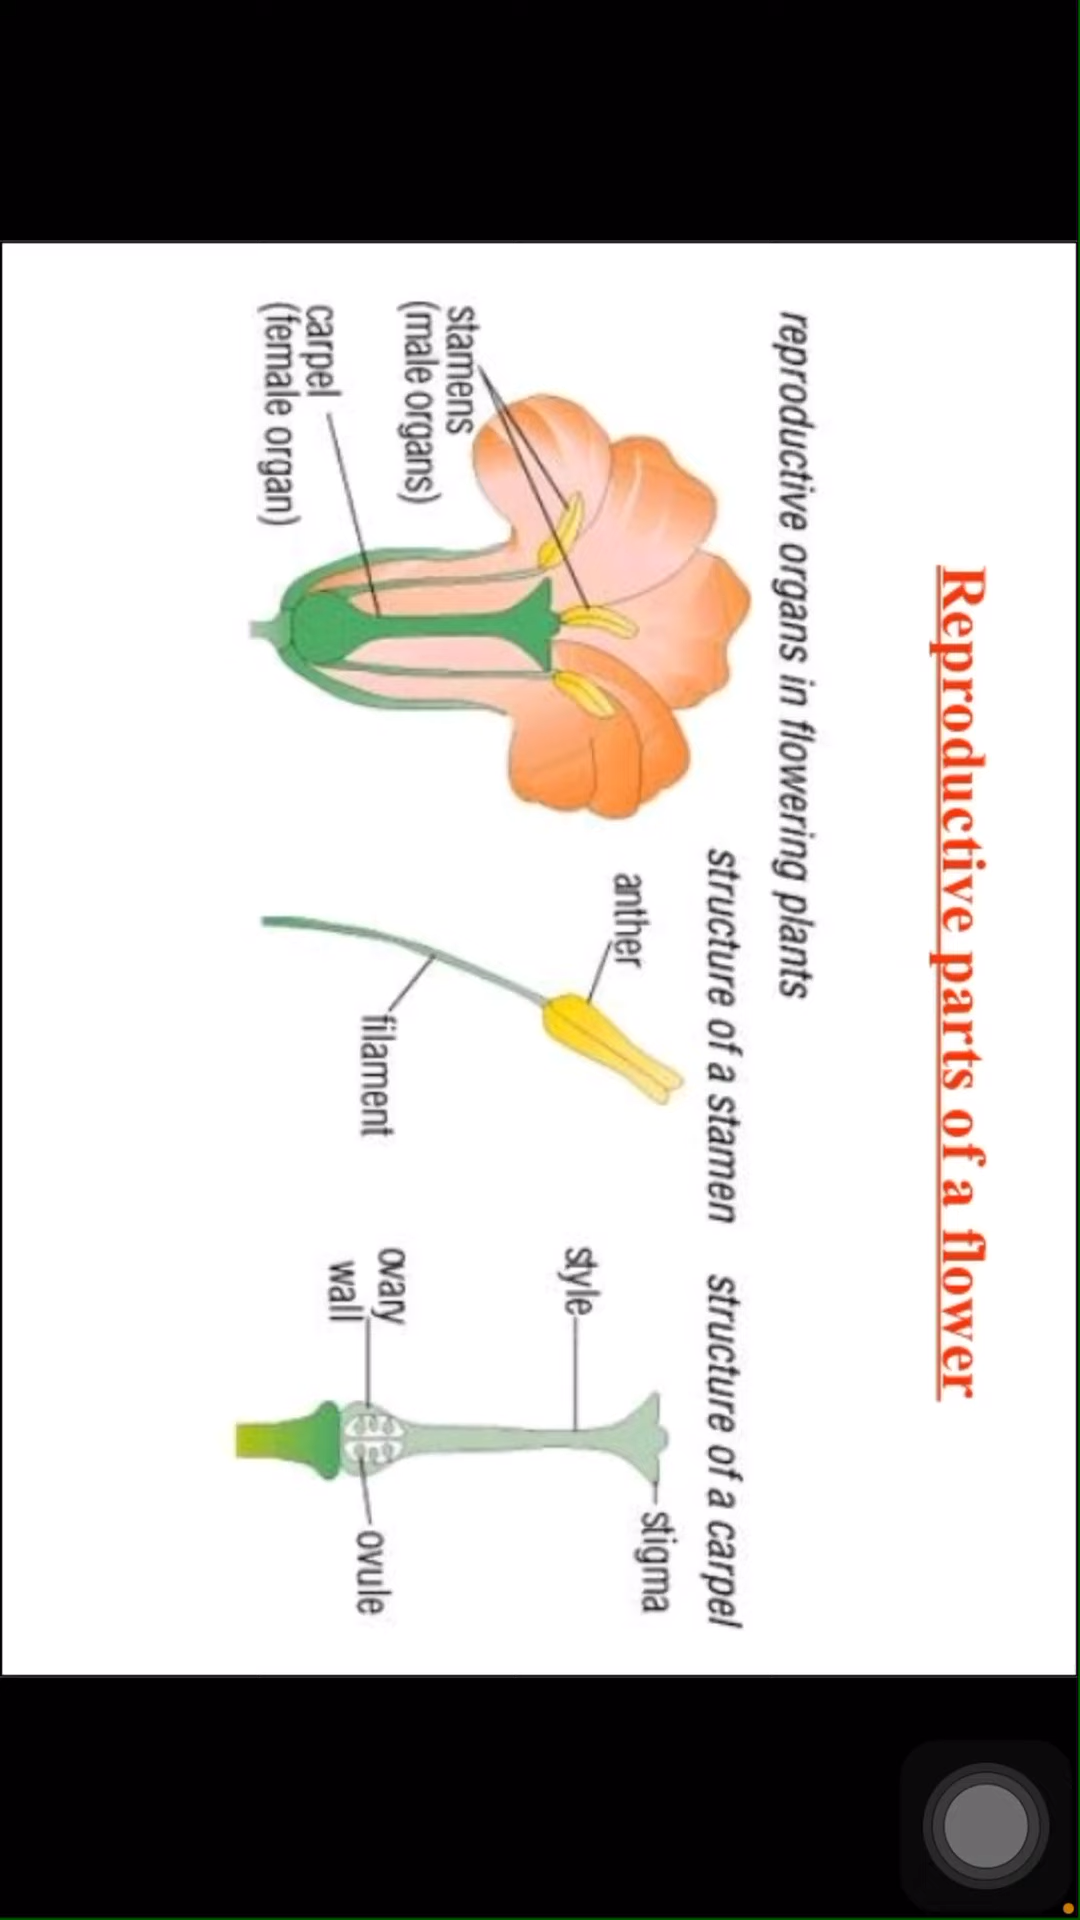 Reproductive parts of a flower
reproductive organs in flowering plants
structure of a stamen
structure of a carpel
stamens
(male organs)
carpel
(female organ)
anther
filament
style
stigma
ovary
wall
ovule